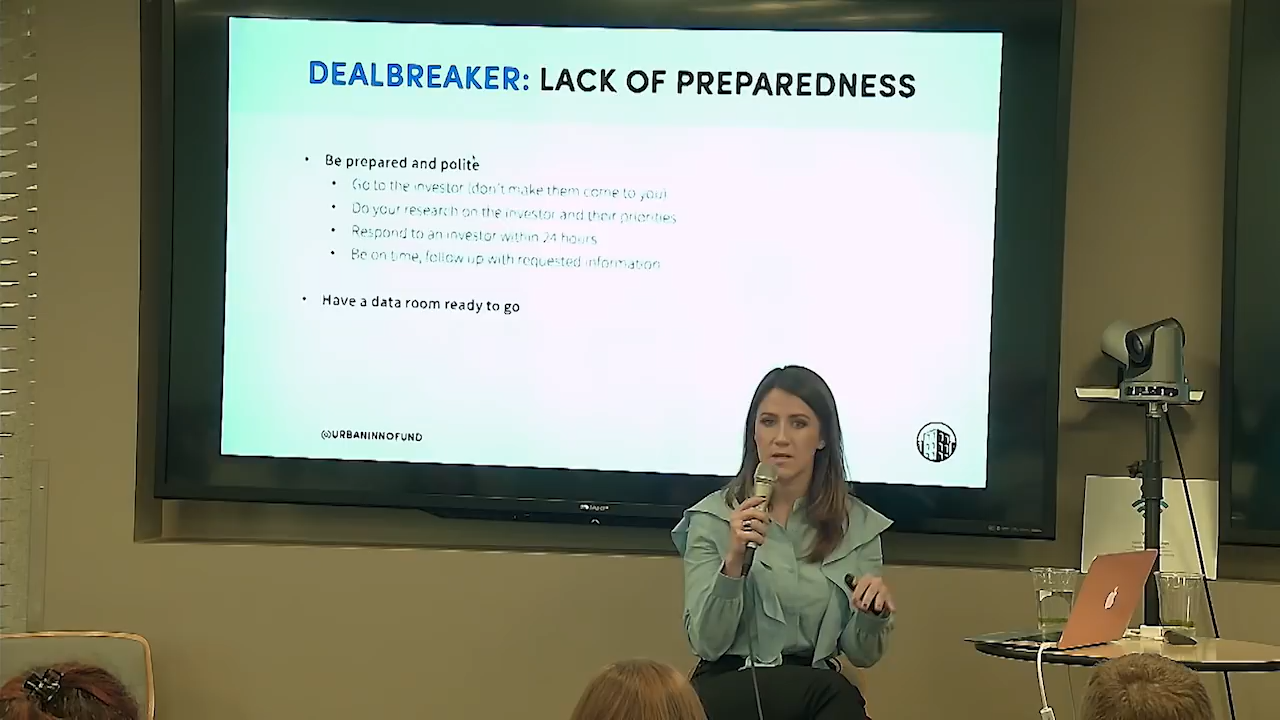 DEALBREAKER: LACK OF PREPAREDNESS
• Be prepared and polite
• Go to the investor (don't make them come to you)
• Do your research on the investor and their priorities
• Respond to an investor within 24 hours
• Be on time, follow up with requested information
• Have a data room ready to go
@URBANINNOFUND